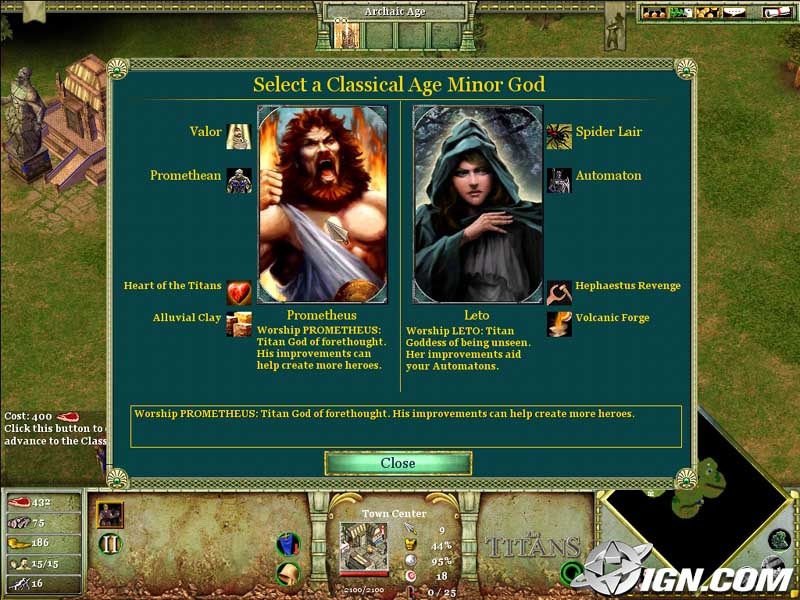 Archaic Age
Select a Classical Age Minor God
Valor
Promethean
Heart of the Titans
Alluvial Clay
Spider Lair
Automaton
Hephaestus Revenge
Volcanic Forge
Prometheus
Worship PROMETHEUS:
Titan God of forethought.
His improvements can
help create more heroes.
Leto
Worship LETO: Titan
Goddess of being unseen.
Her improvements aid
your Automatons.
Worship PROMETHEUS: Titan God of forethought. His improvements can help create more heroes.
Close
Cost: 400
Click this button to
advance to the Class
432
75
186
15/15
16
II
Town Center
9
44%
95%
18
2100/2100
0 / 25
THE
TITANS
IGN.COM